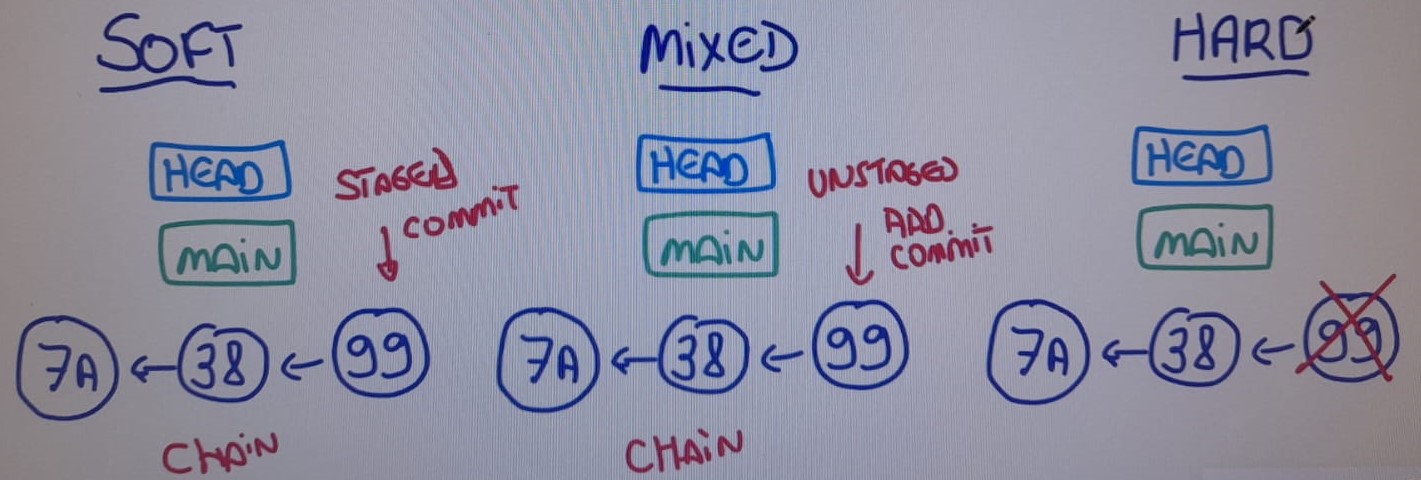 SOFT
MiXED
HARD
HEAD
STAGED
COMMiT
HEAD
UNSTAGED
ADD
COMMiT
HEAD
MAiN
MAiN
MAiN
7A ← 38 ← 99
7A ← 38 ← 99
7A ← 38 ← 99
CHAiN
CHAiN